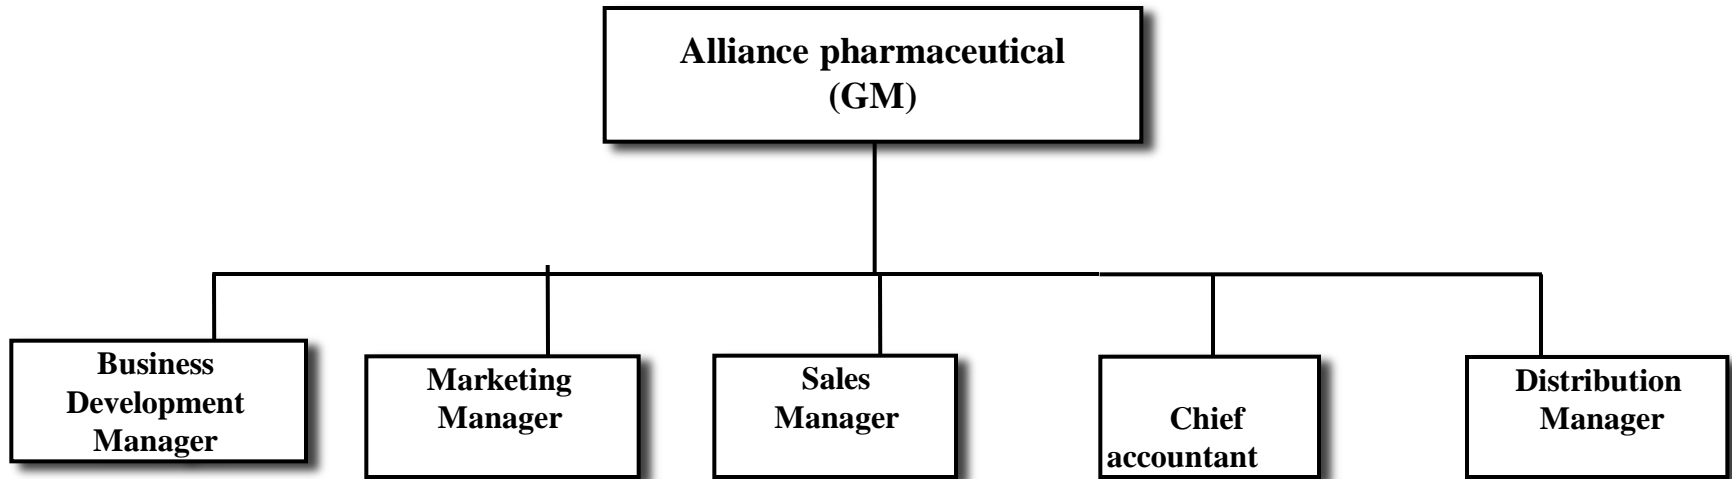 Alliance pharmaceutical
(GM)
Business
Development
Manager
Marketing
Manager
Sales
Manager
Chief
accountant
Distribution
Manager